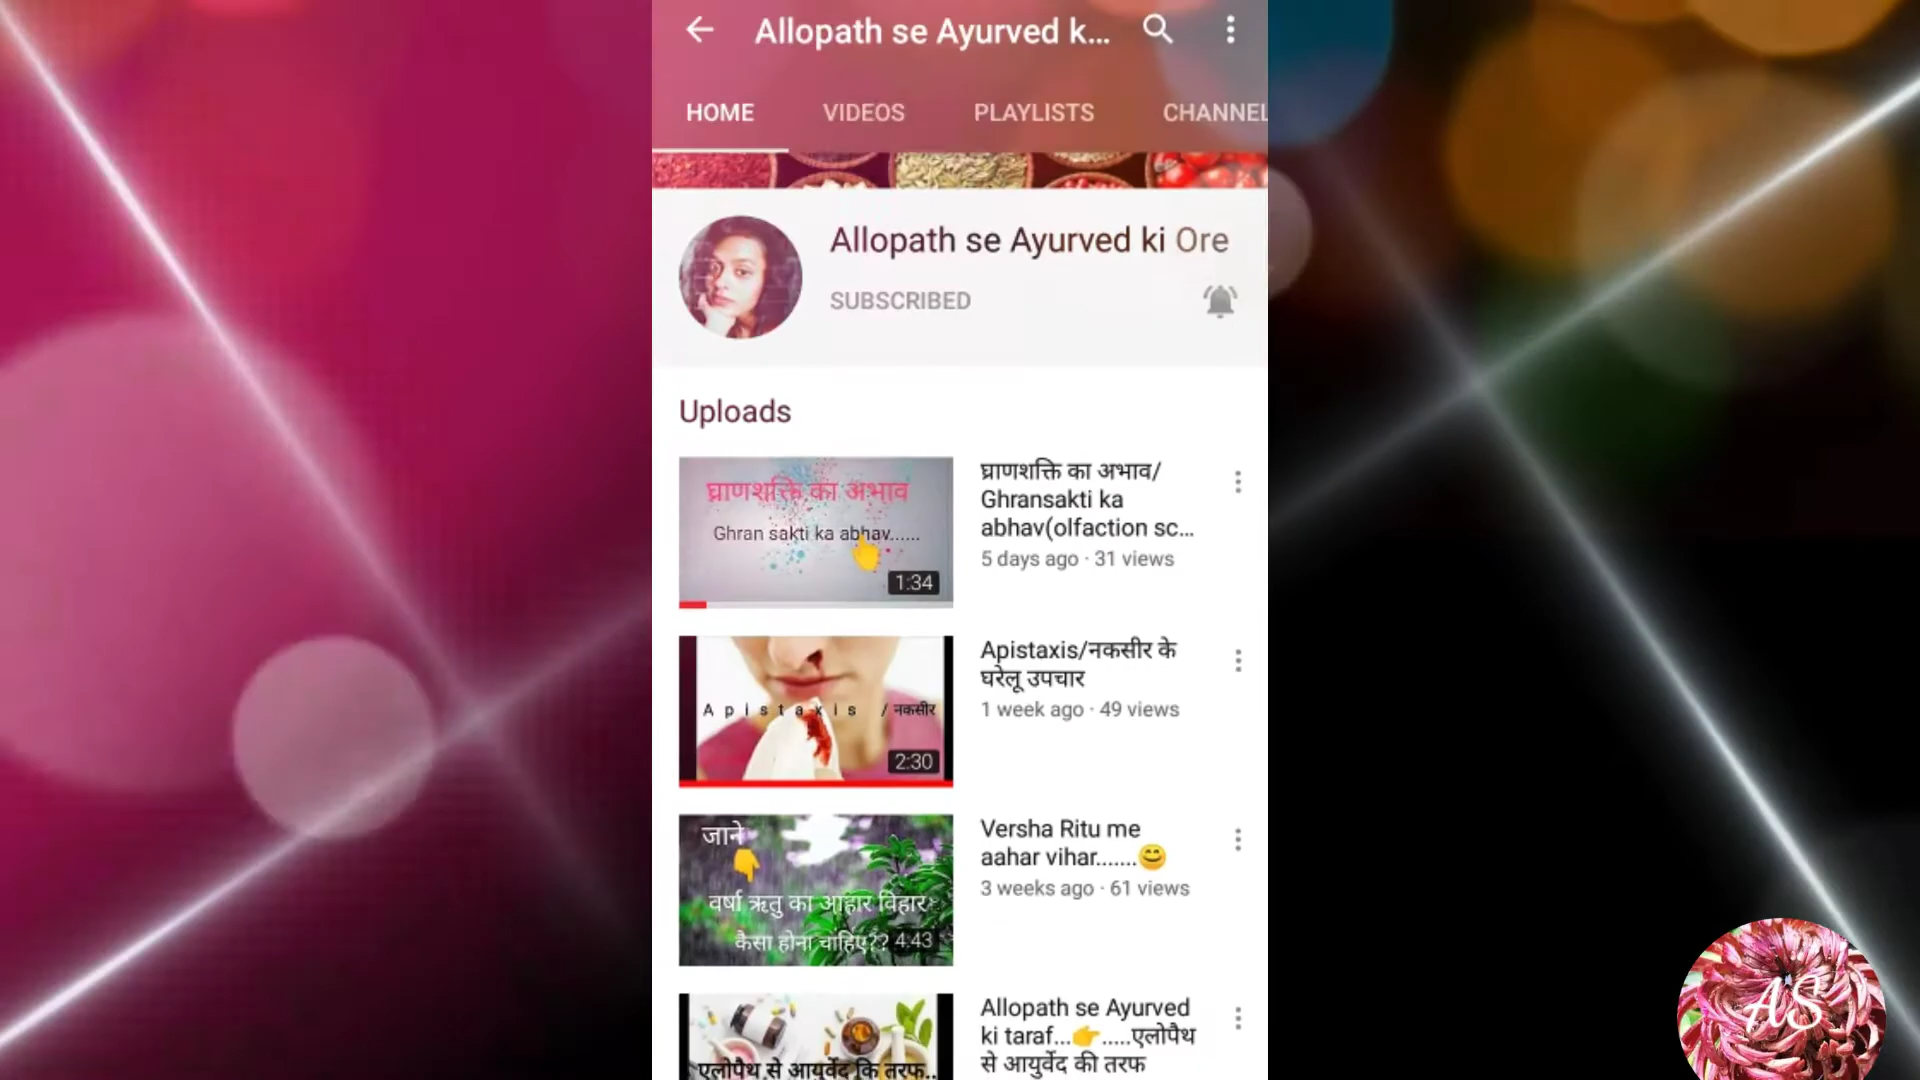 Allopath se Ayurved k...
HOME VIDEOS PLAYLISTS CHANNEL
Allopath se Ayurved ki Ore
SUBSCRIBED
Uploads
घ्राणशक्ति का अभाव
Ghran sakti ka abhav......
1:34
घ्राणशक्ति का अभाव/
Ghransakti ka
abhav(olfaction sc...
5 days ago · 31 views
Apistaxis /नकसीर
2:30
Apistaxis/नकसीर के
घरेलू उपचार
1 week ago · 49 views
जाने
वर्षा ऋतु का आहार विहार
कैसा होना चाहिए??
4:43
Versha Ritu me
aahar vihar.......😊
3 weeks ago · 61 views
एलोपैथ से आयुर्वेद कि तरफ..
Allopath se Ayurved
ki taraf...👉.....एलोपैथ
से आयुर्वेद की तरफ
AS